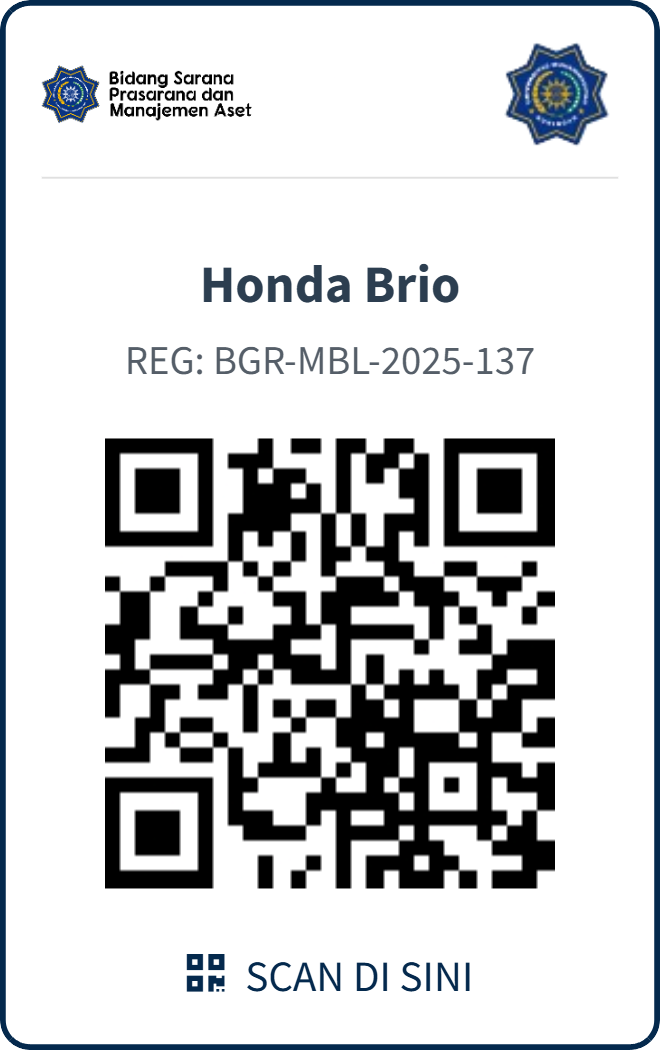 Bidang Sarana
Prasarana dan
Manajemen Aset
Honda Brio
REG: BGR-MBL-2025-137
SCAN DI SINI